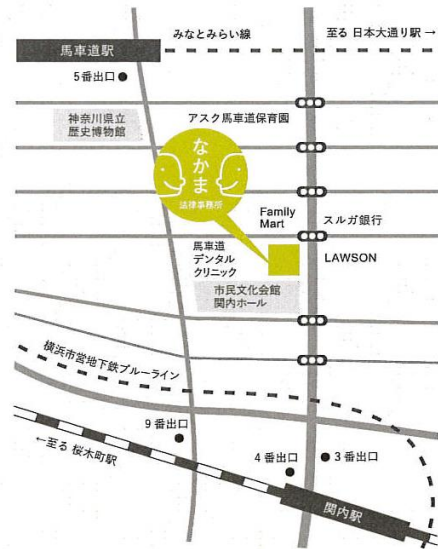 みなとみらい線
至る 日本大通り駅 →
馬車道駅
5番出口
神奈川県立
歴史博物館
アスク馬車道保育園
なかま
法律事務所
Family
Mart
スルガ銀行
馬車道
デンタル
クリニック
LAWSON
市民文化会館
関内ホール
横浜市営地下鉄ブルーライン
9番出口
←至る 桜木町駅
4番出口
3番出口
関内駅